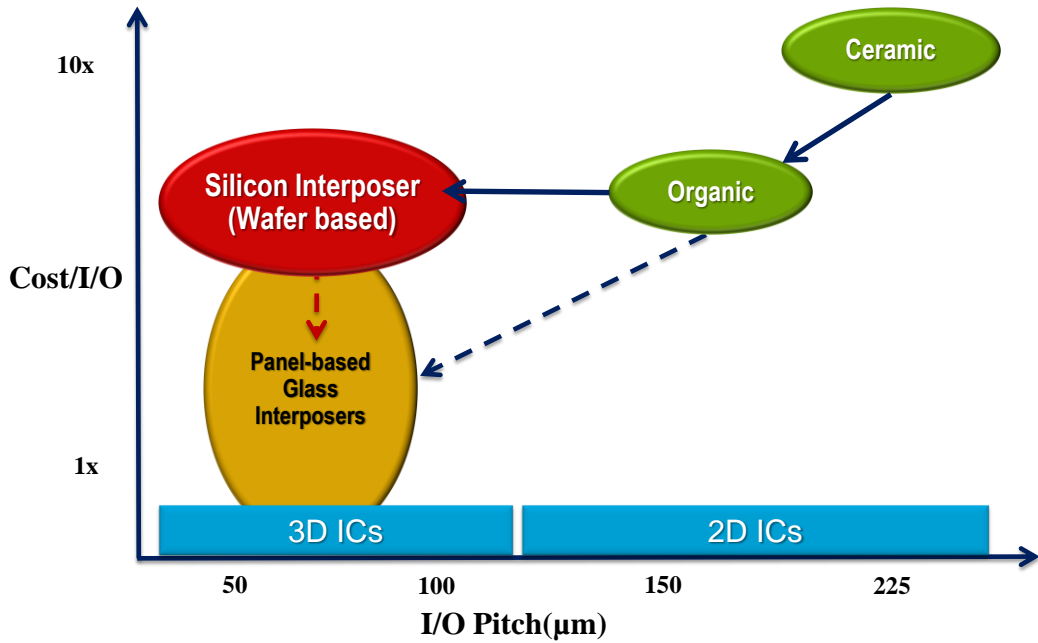 10x
Ceramic
Silicon Interposer
(Wafer based)
Organic
Cost/I/O
Panel-based
Glass
Interposers
1x
3D ICs
2D ICs
50
100
150
225
I/O Pitch(μm)